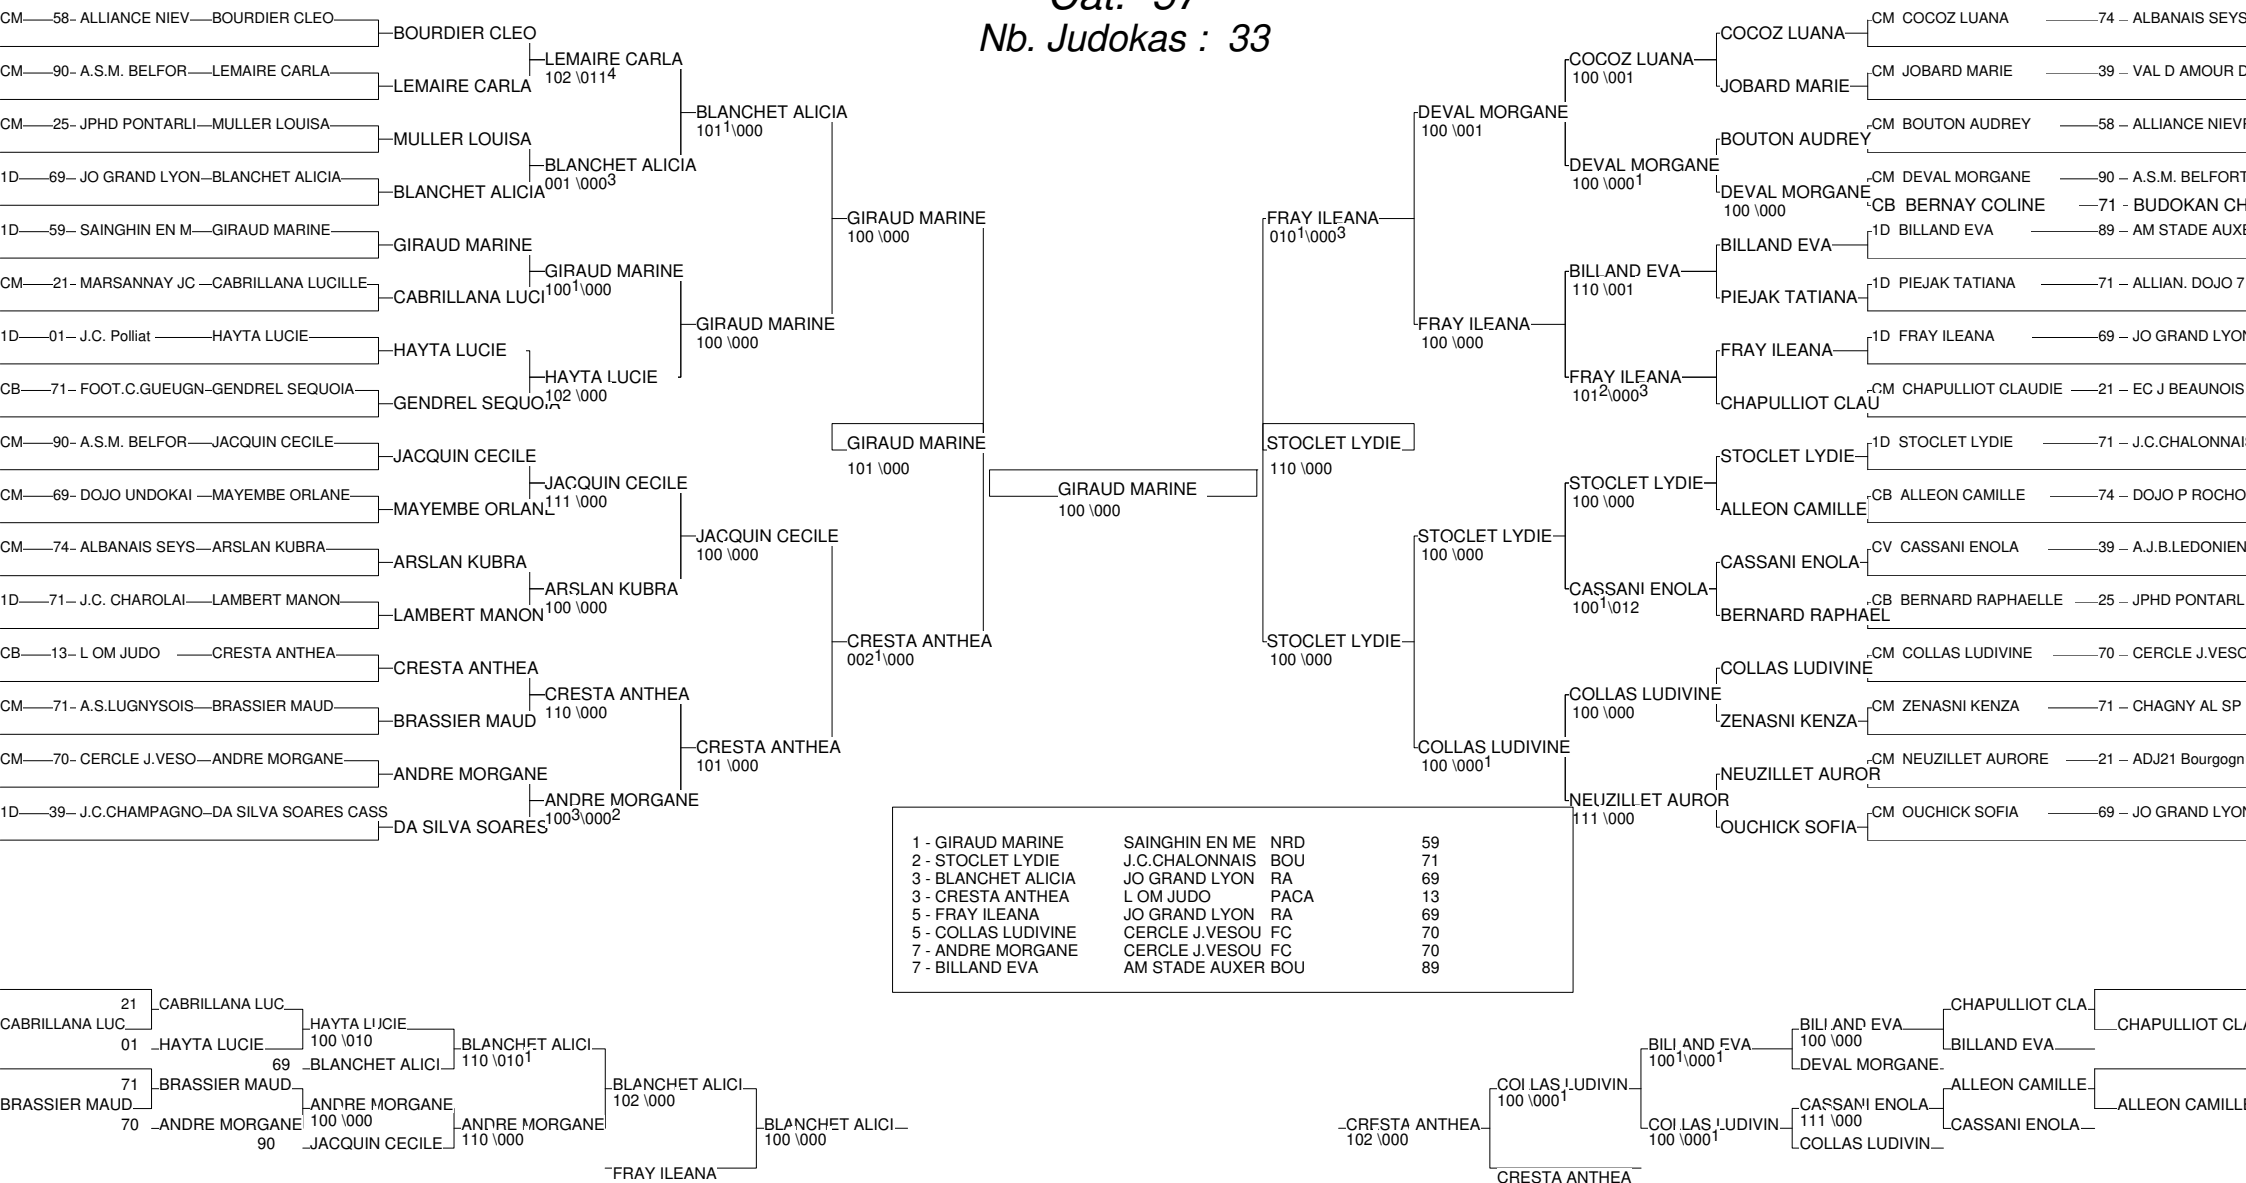 Nb. Judokas : 33
CM 58- ALLIANCE NIEV BOURDIER CLEO
CM 90- A.S.M. BELFOR LEMAIRE CARLA
CM 25- JPHD PONTARLI MULLER LOUISA
1D 69- JO GRAND LYON BLANCHET ALICIA
1D 59- SAINGHIN EN M GIRAUD MARINE
CM 21- MARSANNAY JC CABRILLANA LUCILLE
1D 01- J.C. Polliat HAYTA LUCIE
CB 71- FOOT.C.GUEUGN GENDREL SEQUOIA
CM 90- A.S.M. BELFOR JACQUIN CECILE
CM 69- DOJO UNDOKAI MAYEMBE ORLANE
CM 74- ALBANAIS SEYS ARSLAN KUBRA
1D 71- J.C. CHAROLAI LAMBERT MANON
CB 13- L OM JUDO CRESTA ANTHEA
CM 71- A.S.LUGNYSOIS BRASSIER MAUD
CM 70- CERCLE J.VESO ANDRE MORGANE
1D 39- J.C.CHAMPAGNO DA SILVA SOARES CASS
BOURDIER CLEO
LEMAIRE CARLA
MULLER LOUISA
BLANCHET ALICIA
GIRAUD MARINE
CABRILLANA LUCI
HAYTA LUCIE
GENDREL SEQUOIA
JACQUIN CECILE
MAYEMBE ORLANE
ARSLAN KUBRA
LAMBERT MANON
CRESTA ANTHEA
BRASSIER MAUD
ANDRE MORGANE
DA SILVA SOARES
LEMAIRE CARLA
102 \011 4
BLANCHET ALICIA
001 \000 3
GIRAUD MARINE
100 1\000
HAYTA LUCIE
102 \000
JACQUIN CECILE
111 \000
ARSLAN KUBRA
100 \000
CRESTA ANTHEA
110 \000
ANDRE MORGANE
100 3\000 2
BLANCHET ALICIA
101 1\000
GIRAUD MARINE
100 \000
JACQUIN CECILE
100 \000
CRESTA ANTHEA
101 \000
GIRAUD MARINE
100 \000
GIRAUD MARINE
101 \000
CRESTA ANTHEA
002 1\000
GIRAUD MARINE
100 \000
FRAY ILEANA
010 1\000 3
STOCLET LYDIE
110 \000
STOCLET LYDIE
100 \000
DEVAL MORGANE
100 \001
FRAY ILEANA
100 \000
STOCLET LYDIE
100 \000
COLLAS LUDIVINE
100 \000 1
COCOZ LUANA
100 \001
DEVAL MORGANE
100 \000 1
BILLAND EVA
110 \001
FRAY ILEANA
101 2\000 3
STOCLET LYDIE
100 \000
CASSANI ENOLA
100 1\012
COLLAS LUDIVINE
100 \000
NEUZILLET AUROR
111 \000
COCOZ LUANA
JOBARD MARIE
BOUTON AUDREY
DEVAL MORGANE
100 \000
BILLAND EVA
PIEJAK TATIANA
FRAY ILEANA
CHAPULLIOT CLAU
STOCLET LYDIE
ALLEON CAMILLE
CASSANI ENOLA
BERNARD RAPHAEL
COLLAS LUDIVINE
ZENASNI KENZA
NEUZILLET AUROR
OUCHICK SOFIA
CM COCOZ LUANA 74 – ALBANAIS SEYS
CM JOBARD MARIE 39 – VAL D AMOUR D
CM BOUTON AUDREY 58 – ALLIANCE NIEVR
CM DEVAL MORGANE 90 – A.S.M. BELFORT
CB BERNAY COLINE 71 - BUDOKAN CH
1D BILLAND EVA 89 – AM STADE AUXE
1D PIEJAK TATIANA 71 – ALLIAN. DOJO 7
1D FRAY ILEANA 69 – JO GRAND LYON
CM CHAPULLIOT CLAUDIE 21 – EC J BEAUNOIS
1D STOCLET LYDIE 71 – J.C.CHALONNAIS
CB ALLEON CAMILLE 74 – DOJO P ROCHO
CV CASSANI ENOLA 39 – A.J.B.LEDONIEN
CB BERNARD RAPHAELLE 25 – JPHD PONTARL
CM COLLAS LUDIVINE 70 – CERCLE J.VESO
CM ZENASNI KENZA 71 – CHAGNY AL SP
CM NEUZILLET AURORE 21 – ADJ21 Bourgogn
CM OUCHICK SOFIA 69 – JO GRAND LYON
1 - GIRAUD MARINE SAINGHIN EN ME NRD 59
2 - STOCLET LYDIE J.C.CHALONNAIS BOU 71
3 - BLANCHET ALICIA JO GRAND LYON RA 69
3 - CRESTA ANTHEA L OM JUDO PACA 13
5 - FRAY ILEANA JO GRAND LYON RA 69
5 - COLLAS LUDIVINE CERCLE J.VESOU FC 70
7 - ANDRE MORGANE CERCLE J.VESOU FC 70
7 - BILLAND EVA AM STADE AUXER BOU 89
21 CABRILLANA LUC
CABRILLANA LUC
01 HAYTA LUCIE
HAYTA LUCIE
100 \010
69 BLANCHET ALICI
71 BRASSIER MAUD
BRASSIER MAUD
70 ANDRE MORGANE
ANDRE MORGANE
100 \000
90 JACQUIN CECILE
BLANCHET ALICI
110 \010 1
ANDRE MORGANE
110 \000
BLANCHET ALICI
102 \000
FRAY ILEANA
BLANCHET ALICI
100 \000
CRESTA ANTHEA
102 \000
COLLAS LUDIVIN
100 \000 1
CRESTA ANTHEA
BILLAND EVA
100 1\000 1
COLLAS LUDIVIN
100 \000 1
BILLAND EVA
100 \000
DEVAL MORGANE
CASSANI ENOLA
111 \000
COLLAS LUDIVIN
CHAPULLIOT CLA
BILLAND EVA
ALLEON CAMILLE
CASSANI ENOLA
CHAPULLIOT CLA
ALLEON CAMILLE